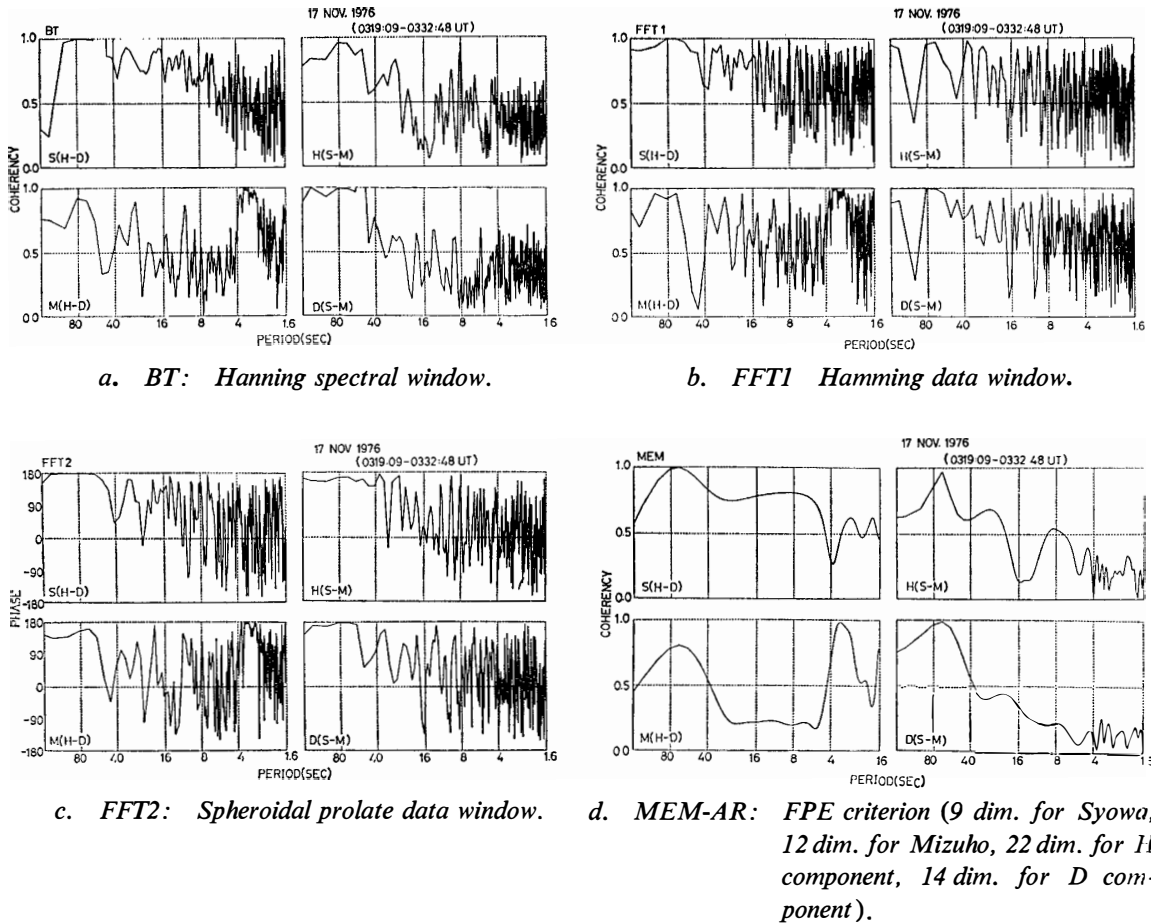 17 NOV. 1976
(0319:09-0332:48 UT)
BT
COHERENCY
1.0
0.5
0.0
S(H-D)
H(S-M)
1.0
0.5
0.0
M(H-D)
D(S-M)
80 40 16 8 4 1.6
80 40 16 8 4 1.6
PERIOD(SEC)
a. BT: Hanning spectral window.
17 NOV. 1976
(0319:09-0332:48 UT)
FFT1
COHERENCY
1.0
0.5
0.0
S(H-D)
H(S-M)
1.0
0.5
0.0
M(H-D)
D(S-M)
80 40 16 8 4 1.6
80 40 16 8 4 1.6
PERIOD(SEC)
b. FFT1 Hamming data window.
17 NOV 1976
(0319:09-0332:48 UT)
FFT2
PHASE
180
90
0
-90
-180
S(H-D)
H(S-M)
180
90
0
-90
-180
M(H-D)
D(S-M)
80 40 16 8 4 1.6
80 40 16 8 4 1.6
PERIOD(SEC)
c. FFT2: Spheroidal prolate data window.
17 NOV. 1976
(0319:09-0332 48 UT)
MEM
COHERENCY
1.0
0.5
0.0
S(H-D)
H(S-M)
1.0
0.5
0.0
M(H-D)
D(S-M)
80 40 16 8 4 16
80 40 16 8 4
PERIOD(SEC)
d. MEM-AR: FPE criterion (9 dim. for Syowa,
12 dim. for Mizuho, 22 dim. for H
component, 14 dim. for D com-
ponent).